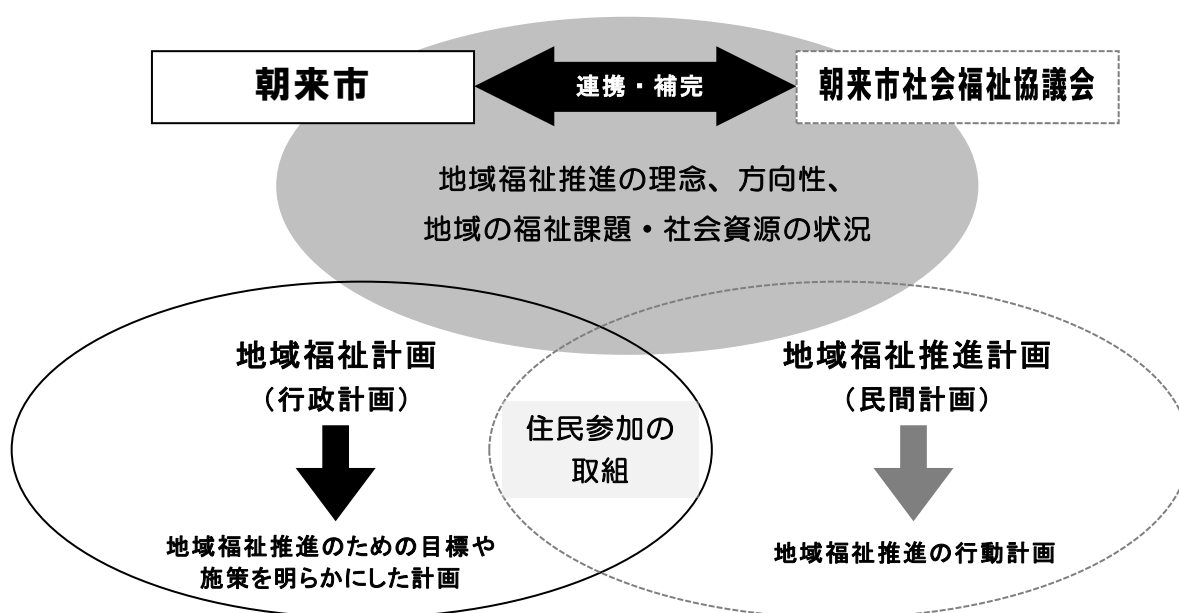 朝来市
連携・補完
朝来市社会福祉協議会
地域福祉推進の理念、方向性、
地域の福祉課題・社会資源の状況
地域福祉計画
（行政計画）
地域福祉推進のための目標や
施策を明らかにした計画
住民参加の
取組
地域福祉推進計画
（民間計画）
地域福祉推進の行動計画